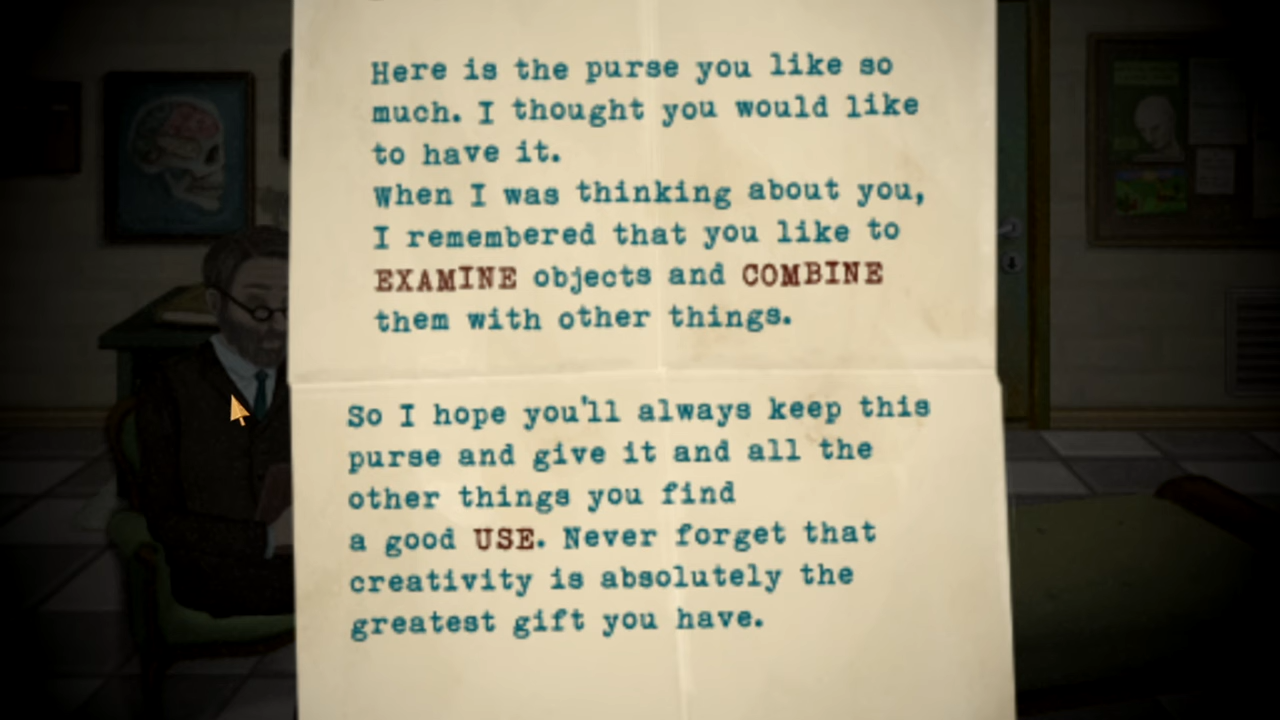 Here is the purse you like so
much. I thought you would like
to have it.
When I was thinking about you,
I remembered that you like to
EXAMINE objects and COMBINE
them with other things.
So I hope you'll always keep this
purse and give it and all the
other things you find
a good USE. Never forget that
creativity is absolutely the
greatest gift you have.